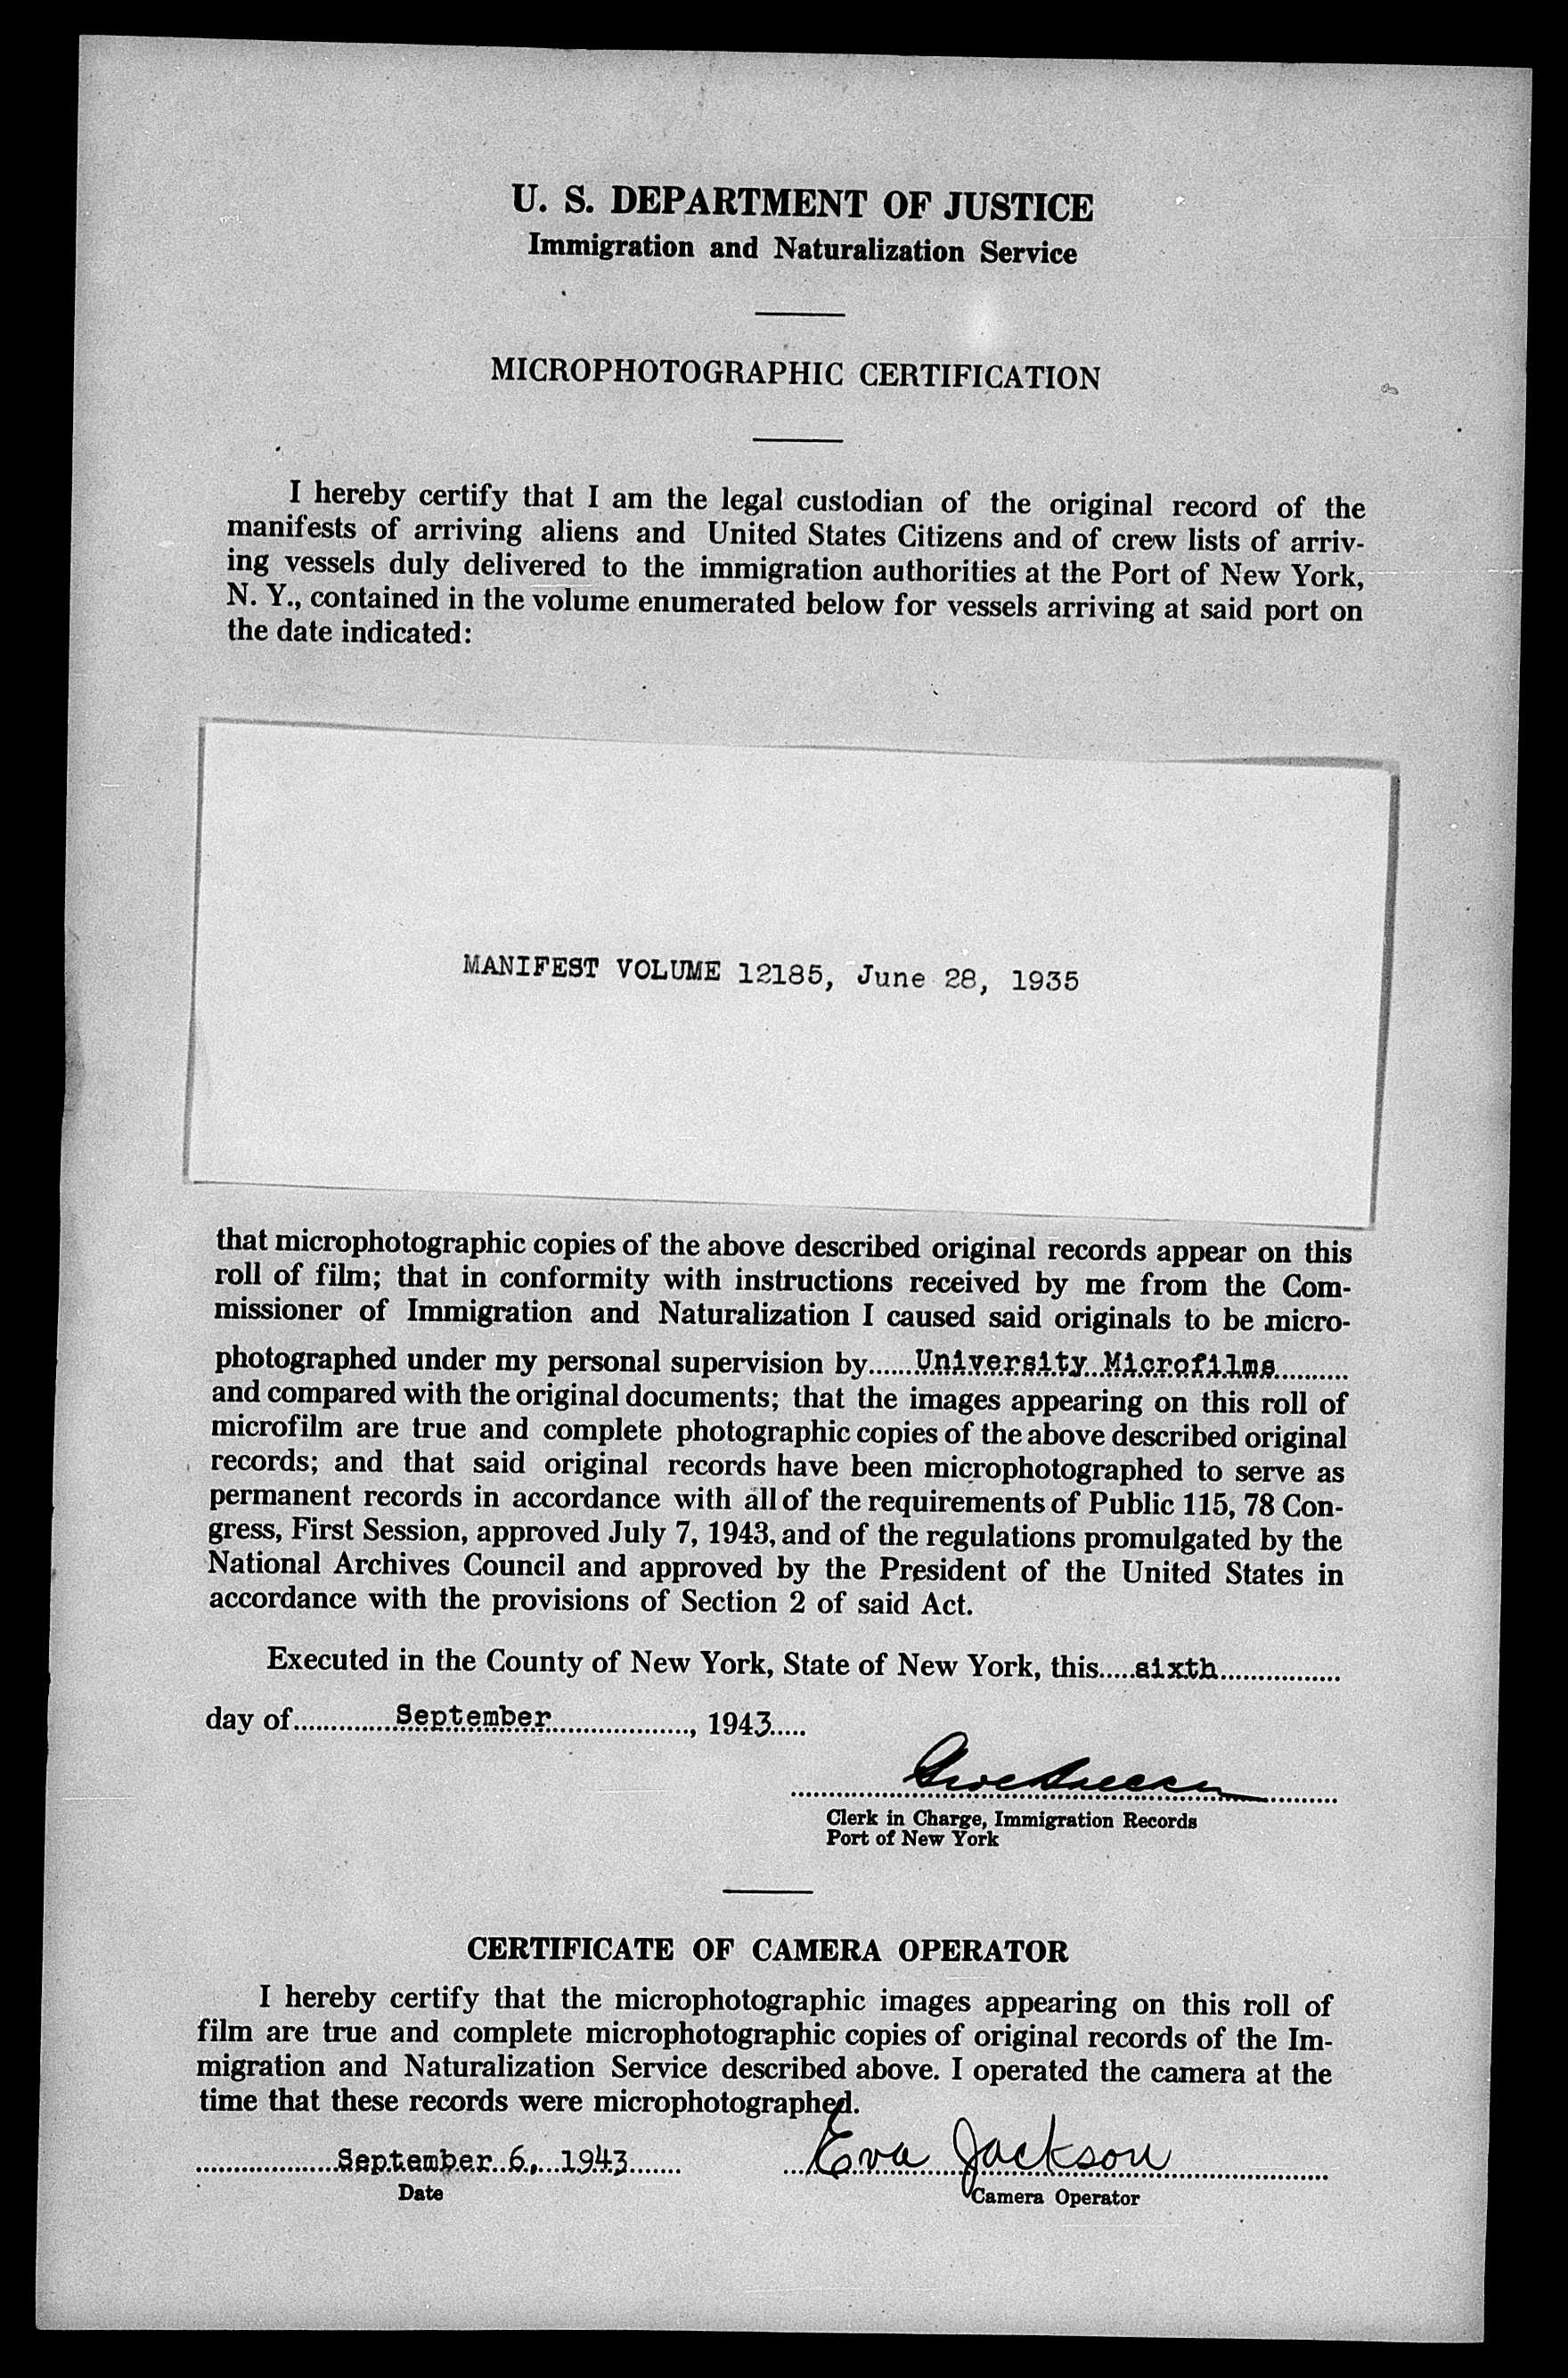 U. S. DEPARTMENT OF JUSTICE
Immigration and Naturalization Service
MICROPHOTOGRAPHIC CERTIFICATION
I hereby certify that I am the legal custodian of the original record of the
manifests of arriving aliens and United States Citizens and of crew lists of arriv-
ing vessels duly delivered to the immigration authorities at the Port of New York,
N. Y., contained in the volume enumerated below for vessels arriving at said port on
the date indicated:
MANIFEST VOLUME 12185, June 28, 1935
that microphotographic copies of the above described original records appear on this
roll of film; that in conformity with instructions received by me from the Com-
missioner of Immigration and Naturalization I caused said originals to be micro-
photographed under my personal supervision by......University Microfilms..........
and compared with the original documents; that the images appearing on this roll of
microfilm are true and complete photographic copies of the above described original
records; and that said original records have been microphotographed to serve as
permanent records in accordance with all of the requirements of Public 115, 78 Con-
gress, First Session, approved July 7, 1943, and of the regulations promulgated by the
National Archives Council and approved by the President of the United States in
accordance with the provisions of Section 2 of said Act.
Executed in the County of New York, State of New York, this.....sixth................
day of..............September...................., 1943.....
Clerk in Charge, Immigration Records
Port of New York
CERTIFICATE OF CAMERA OPERATOR
I hereby certify that the microphotographic images appearing on this roll of
film are true and complete microphotographic copies of original records of the Im-
migration and Naturalization Service described above. I operated the camera at the
time that these records were microphotographed.
...................September 6, 1943....... Eva Jackson
Date Camera Operator